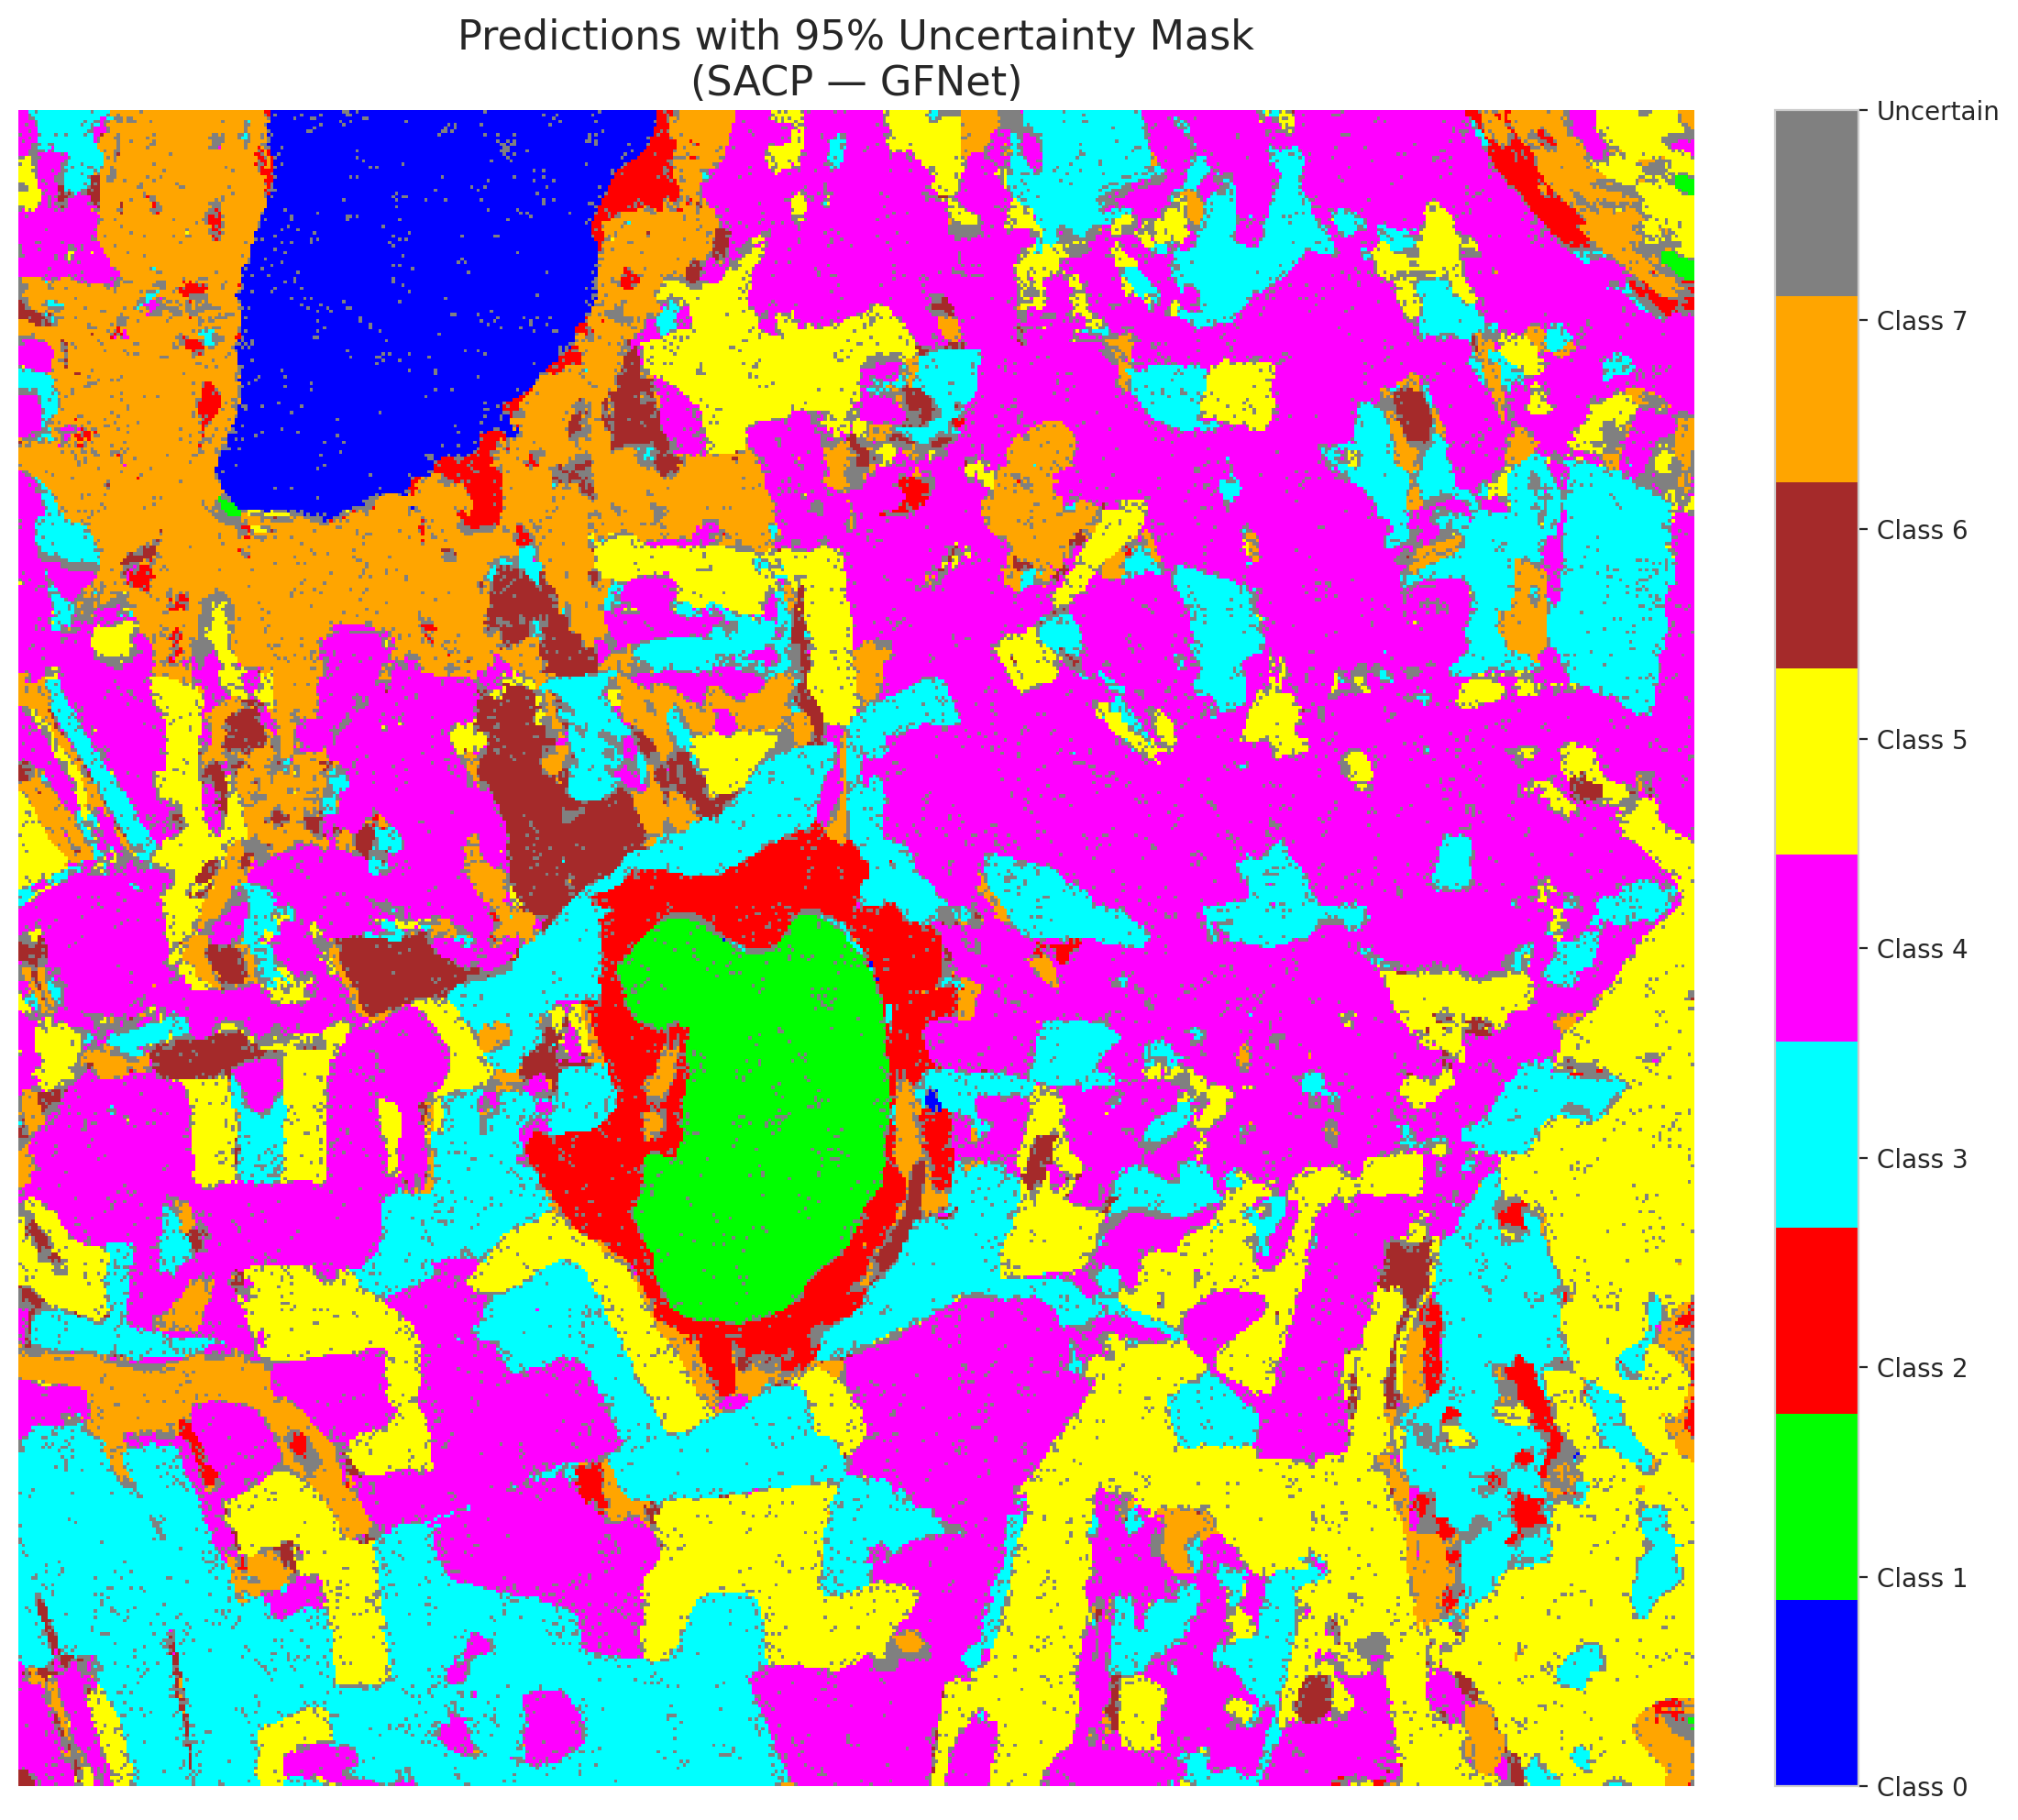 Predictions with 95% Uncertainty Mask
(SACP — GFNet)
Uncertain
Class 7
Class 6
Class 5
Class 4
Class 3
Class 2
Class 1
Class 0